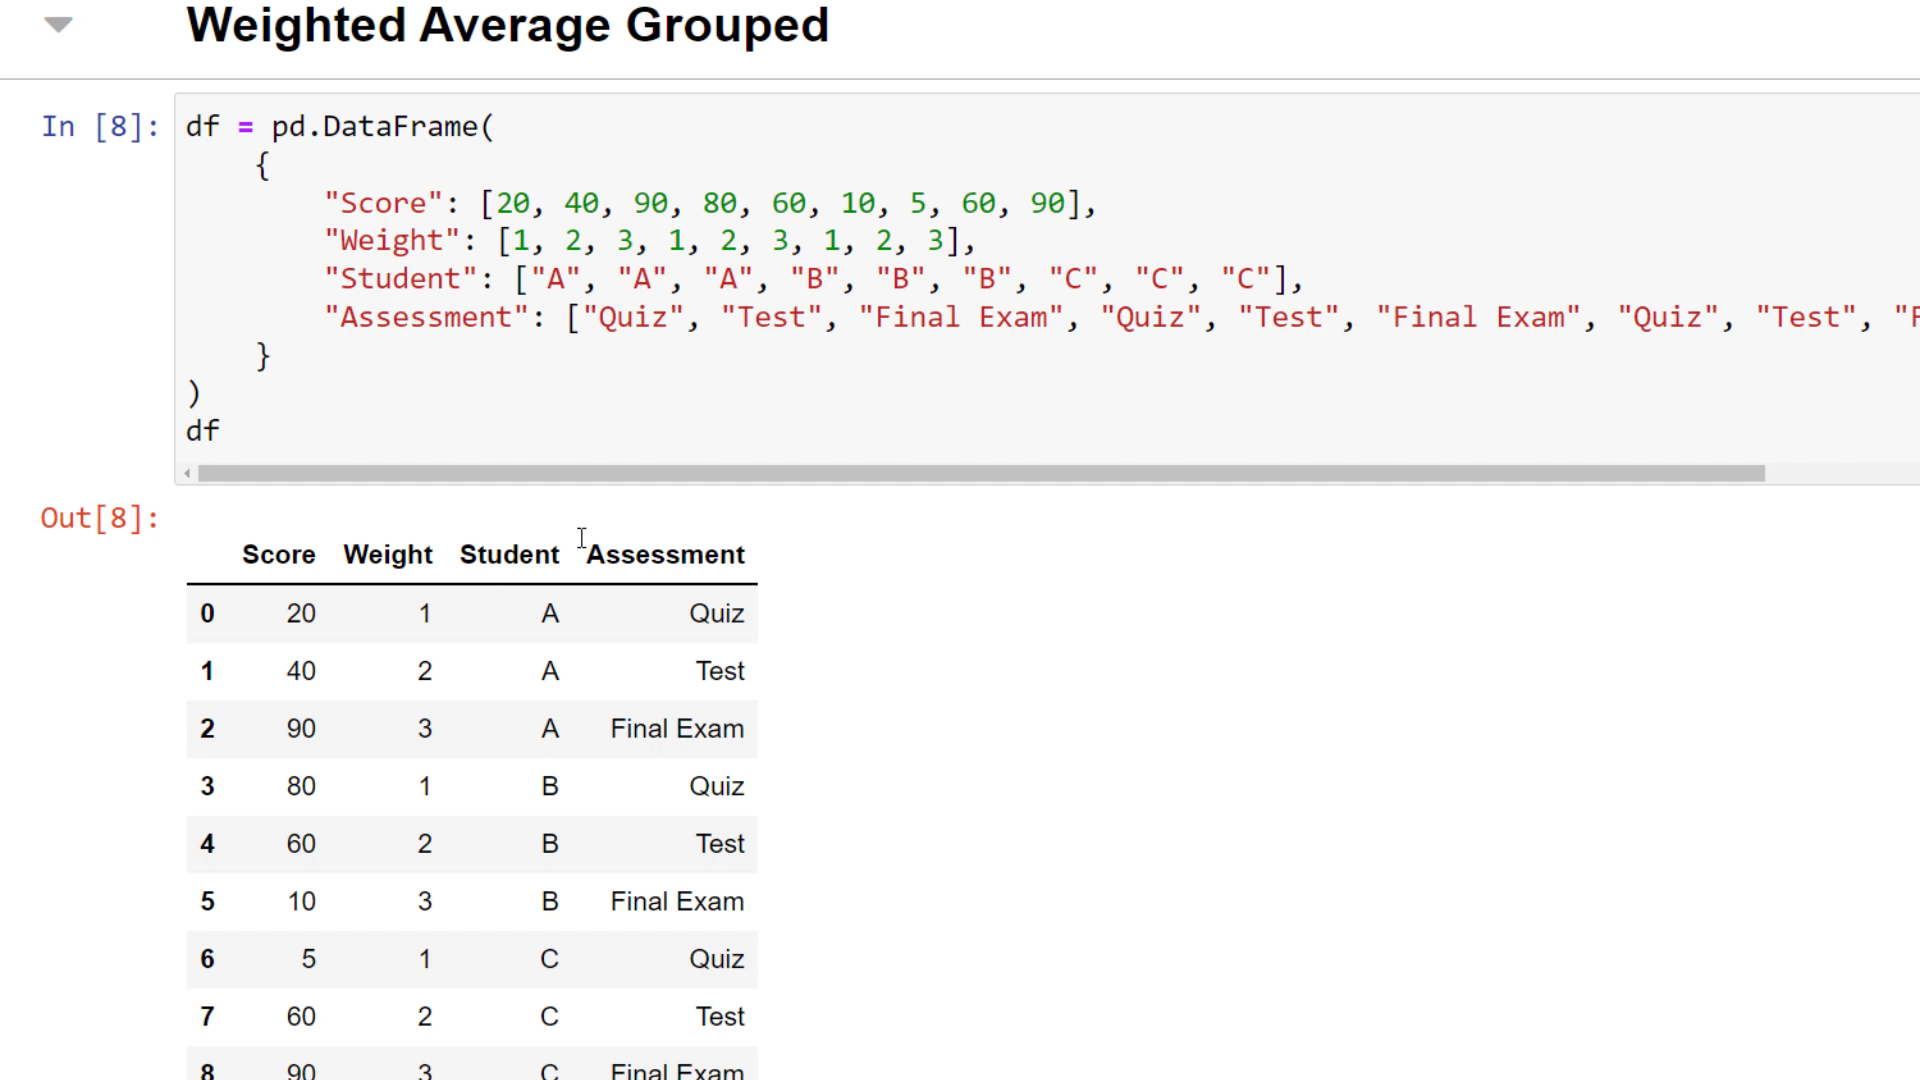 Weighted Average Grouped
In [8]: df = pd.DataFrame(
{
"Score": [20, 40, 90, 80, 60, 10, 5, 60, 90],
"Weight": [1, 2, 3, 1, 2, 3, 1, 2, 3],
"Student": ["A", "A", "A", "B", "B", "B", "C", "C", "C"],
"Assessment": ["Quiz", "Test", "Final Exam", "Quiz", "Test", "Final Exam", "Quiz", "Test",
}
)
df
Out[8]:
Score Weight Student Assessment
0 20 1 A Quiz
1 40 2 A Test
2 90 3 A Final Exam
3 80 1 B Quiz
4 60 2 B Test
5 10 3 B Final Exam
6 5 1 C Quiz
7 60 2 C Test
8 90 3 C Final Exam